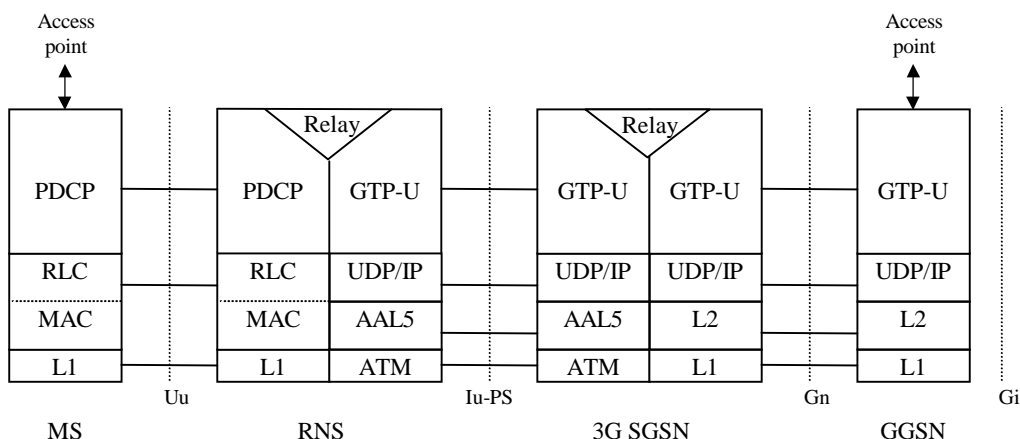 Access
point
Access
point
Relay
Relay
PDCP
PDCP
GTP-U
GTP-U
GTP-U
GTP-U
RLC
RLC
UDP/IP
UDP/IP
UDP/IP
UDP/IP
MAC
MAC
AAL5
AAL5
L2
L2
L1
L1
ATM
ATM
L1
L1
Uu
Iu-PS
Gn
Gi
MS
RNS
3G SGSN
GGSN